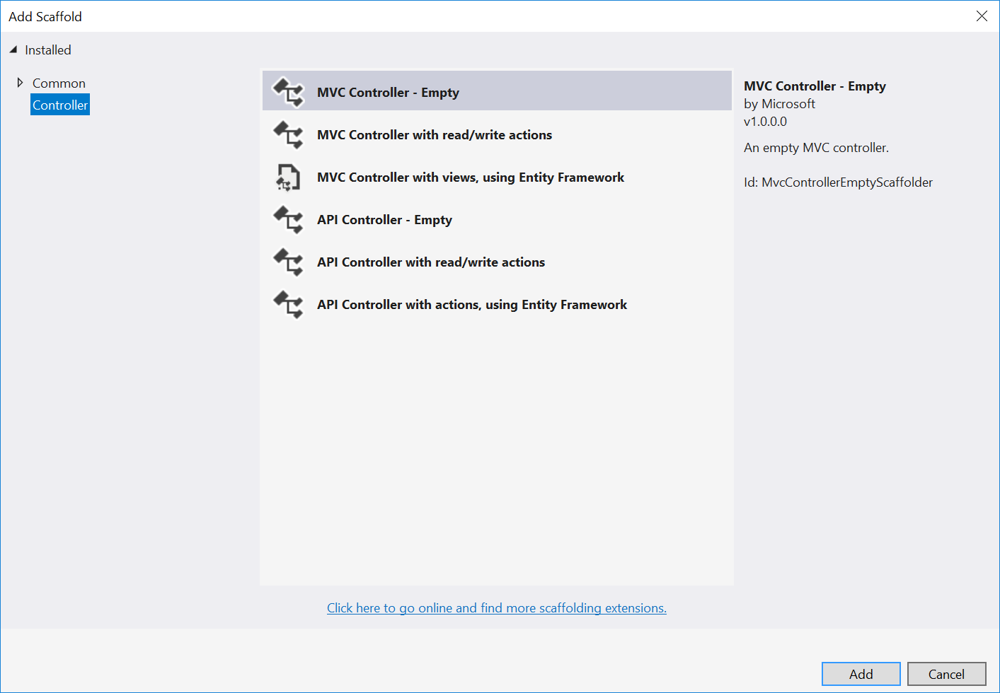 Add Scaffold
Installed
Common
Controller
MVC Controller - Empty
MVC Controller with read/write actions
MVC Controller with views, using Entity Framework
API Controller - Empty
API Controller with read/write actions
API Controller with actions, using Entity Framework
MVC Controller - Empty
by Microsoft
v1.0.0.0
An empty MVC controller.
Id: MvcControllerEmptyScaffolder
Click here to go online and find more scaffolding extensions.
Add
Cancel